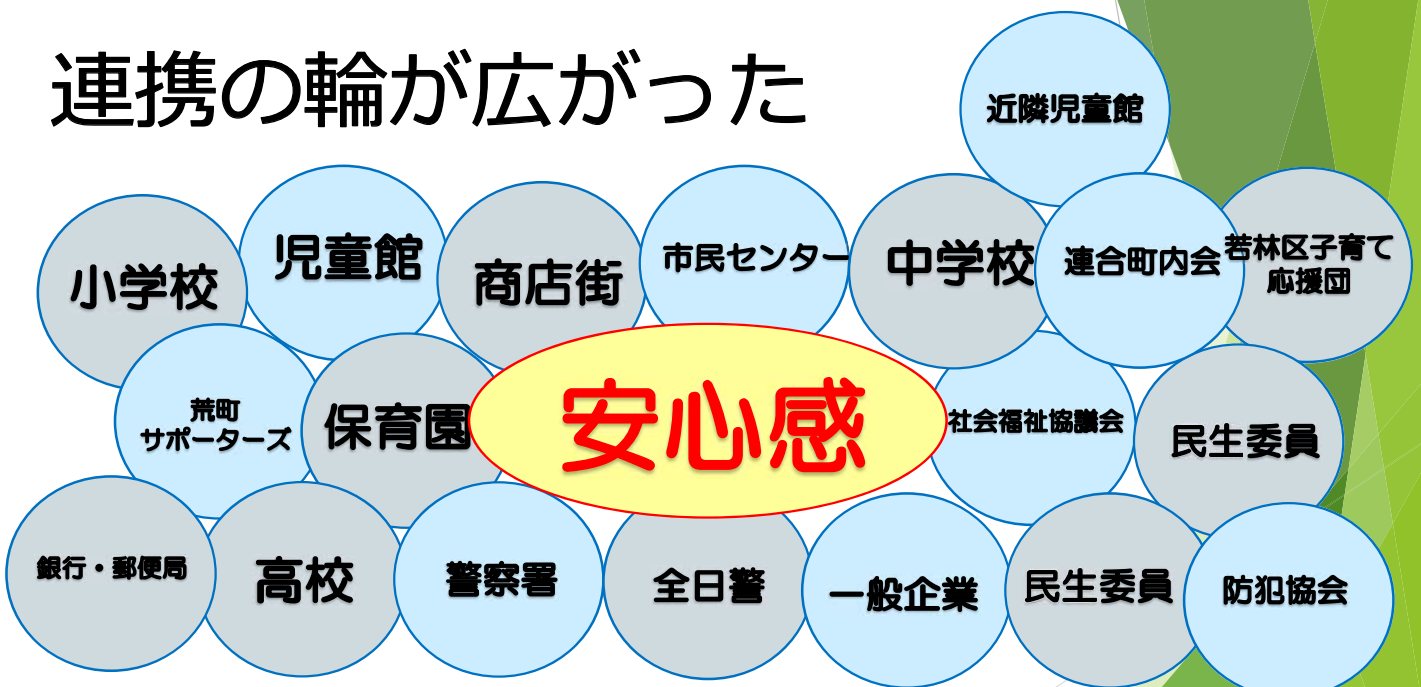 連携の輪が広がった
近隣児童館
小学校
児童館
商店街
市民センター
中学校
連合町内会
若林区子育て
応援団
荒町
サポーターズ
保育園
安心感
社会福祉協議会
民生委員
銀行・郵便局
高校
警察署
全日警
一般企業
民生委員
防犯協会